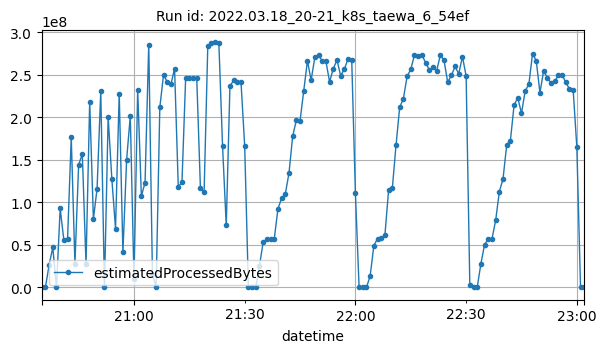 Run id: 2022.03.18_20-21_k8s_taewa_6_54ef
1e8
3.0
2.5
2.0
1.5
1.0
0.5
0.0
estimatedProcessedBytes
21:00 21:30 22:00 22:30 23:00
datetime